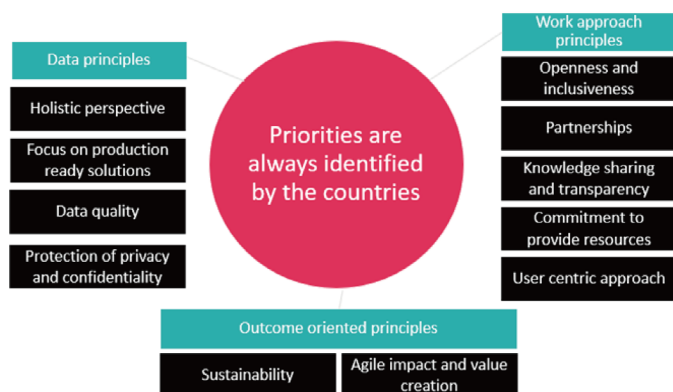 Data principles
Holistic perspective
Focus on production
ready solutions
Data quality
Protection of privacy
and confidentiality
Priorities are
always identified
by the countries
Work approach
principles
Openness and
inclusiveness
Partnerships
Knowledge sharing
and transparency
Commitment to
provide resources
User centric approach
Outcome oriented principles
Sustainability
Agile impact and value
creation